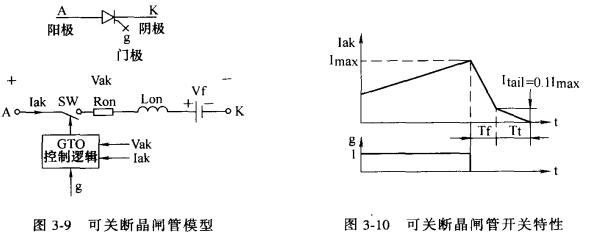 A K
阳极 阴极
g
门极
+ Vak −
A Iak SW Ron Lon + Vf − K
GTO
控制逻辑
Vak
Iak
g
图 3-9 可关断晶闸管模型
Iak
Imax
Itail=0.1Imax
t
Tf Tt
g
1
t
图 3-10 可关断晶闸管开关特性